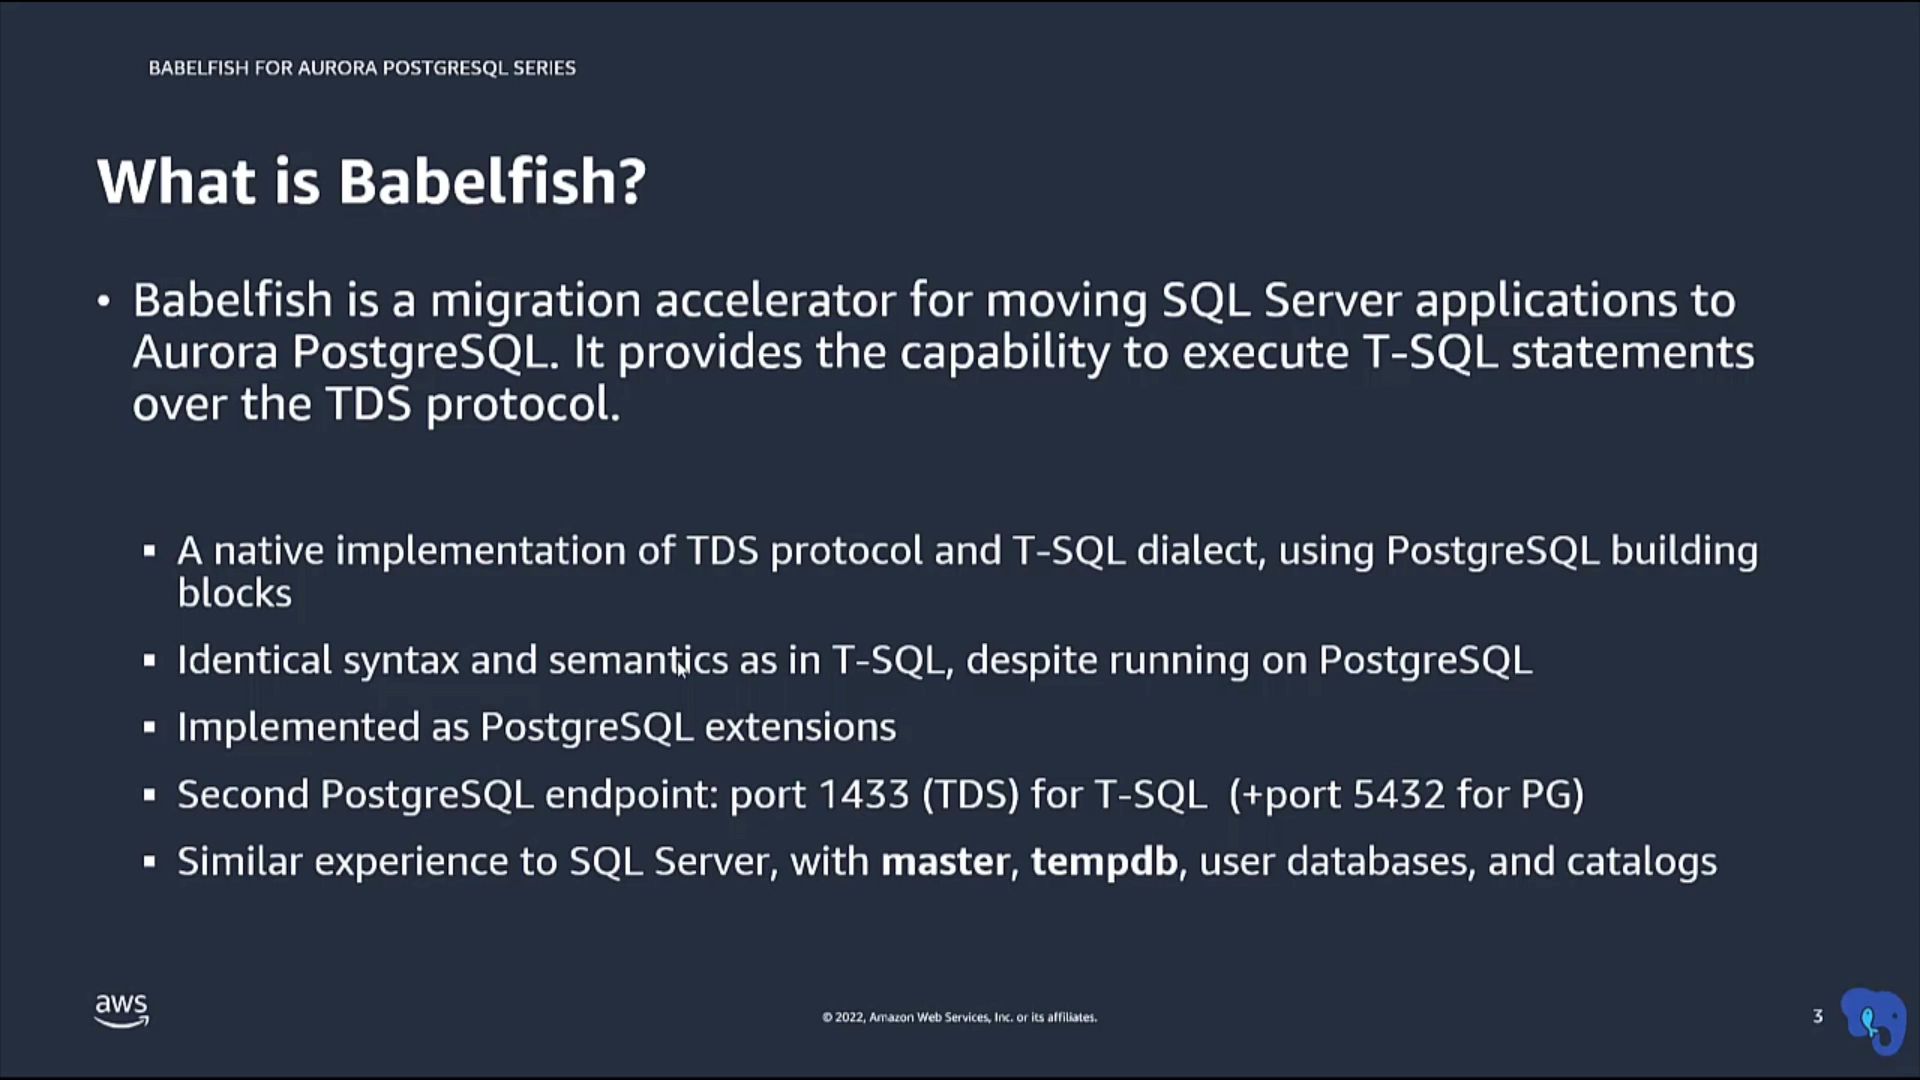 BABELFISH FOR AURORA POSTGRESQL SERIES
What is Babelfish?
• Babelfish is a migration accelerator for moving SQL Server applications to
Aurora PostgreSQL. It provides the capability to execute T-SQL statements
over the TDS protocol.
▪ A native implementation of TDS protocol and T-SQL dialect, using PostgreSQL building
blocks
▪ Identical syntax and semantics as in T-SQL, despite running on PostgreSQL
▪ Implemented as PostgreSQL extensions
▪ Second PostgreSQL endpoint: port 1433 (TDS) for T-SQL (+port 5432 for PG)
▪ Similar experience to SQL Server, with master, tempdb, user databases, and catalogs
aws
© 2022, Amazon Web Services, Inc. or its affiliates.
3